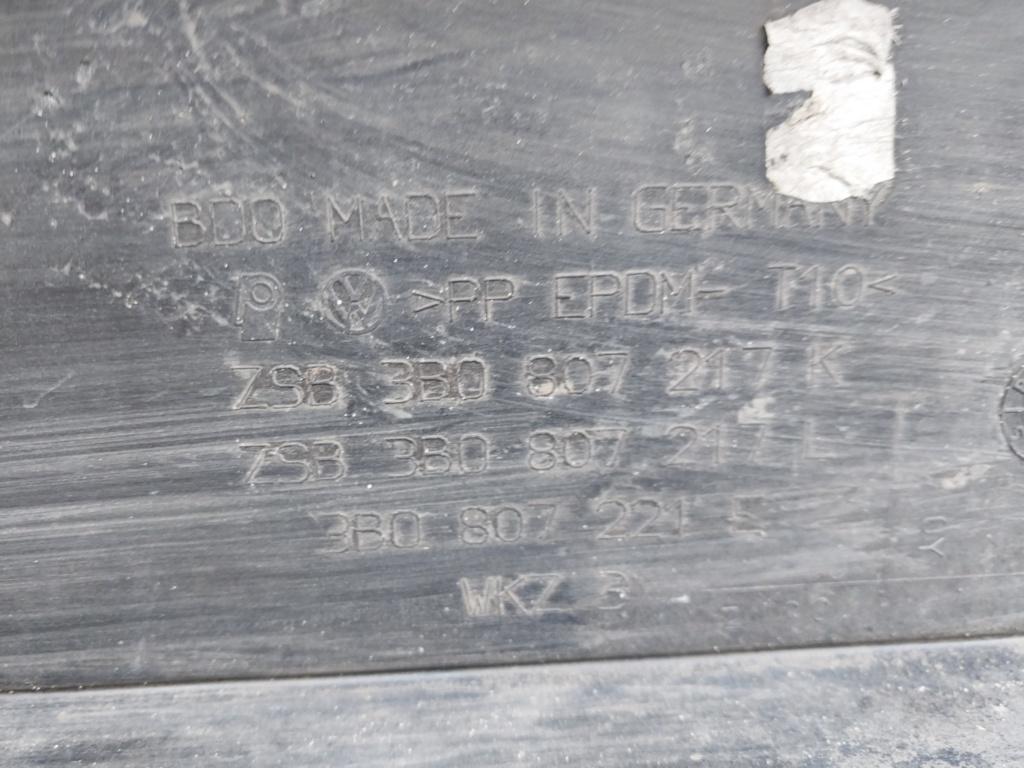 BDO MADE IN GERMANY
>PP EPDM- T10<
ZSB 3B0 807 217 K
ZSB 3B0 807 217 L
3B0 807 221
WKZ 3